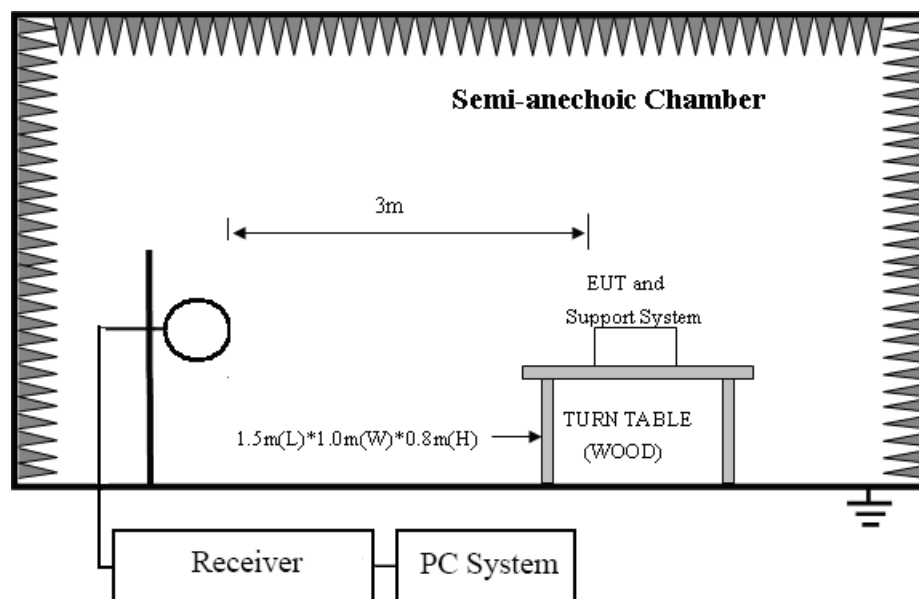 Semi-anechoic Chamber
3m
EUT and
Support System
1.5m(L)*1.0m(W)*0.8m(H)
TURN TABLE
(WOOD)
Receiver
PC System